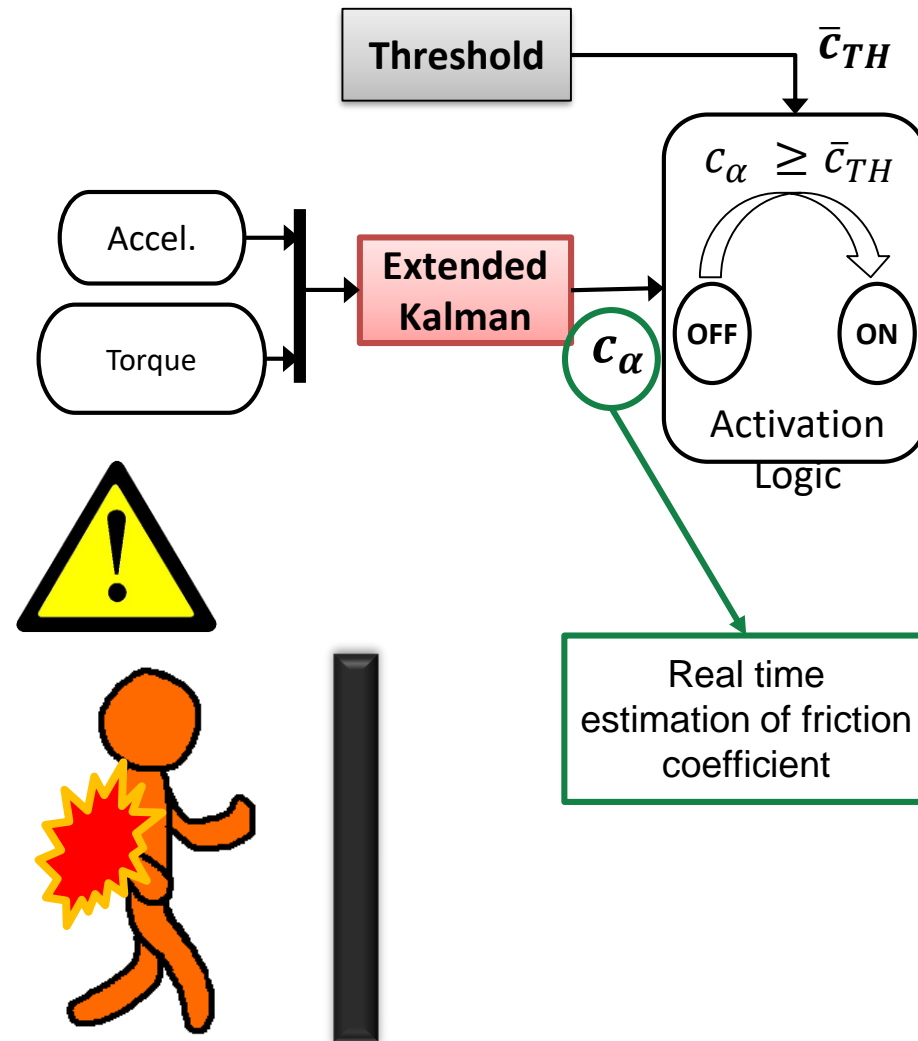 Threshold
c̄_TH
c_α ≥ c̄_TH
Accel.
Extended
Kalman
OFF
ON
Torque
c_α
Activation
Logic
!
Real time
estimation of friction
coefficient